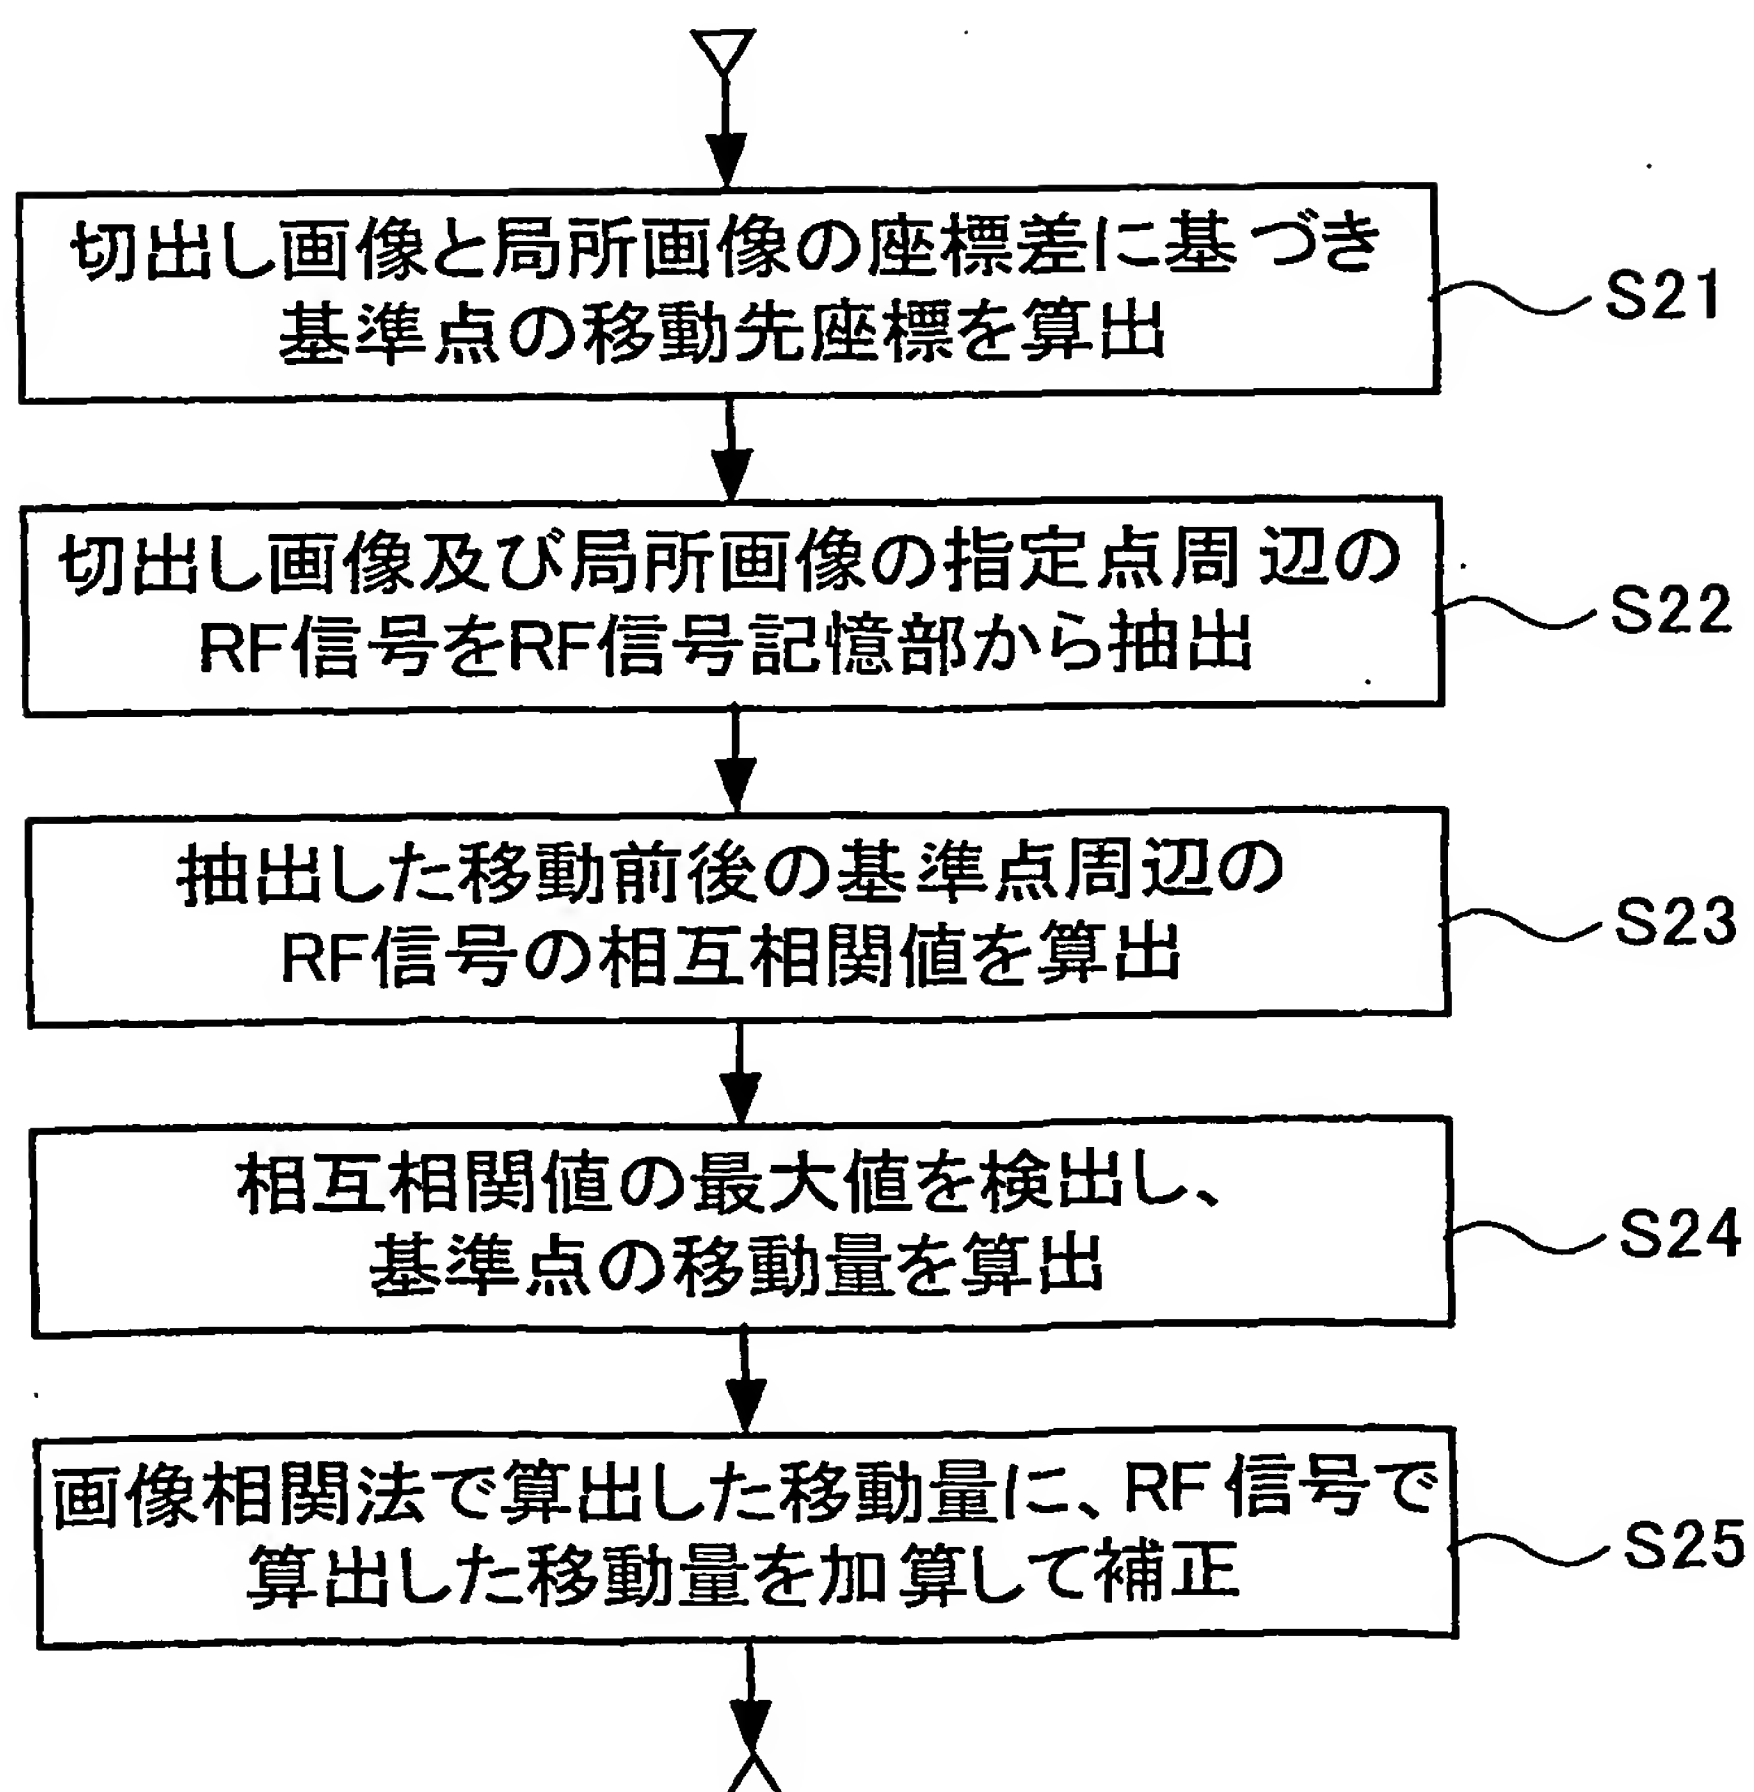 切出し画像と局所画像の座標差に基づき
基準点の移動先座標を算出
S21
切出し画像及び局所画像の指定点周辺の
RF信号をRF信号記憶部から抽出
S22
抽出した移動前後の基準点周辺の
RF信号の相互相関値を算出
S23
相互相関値の最大値を検出し、
基準点の移動量を算出
S24
画像相関法で算出した移動量に、RF信号で
算出した移動量を加算して補正
S25